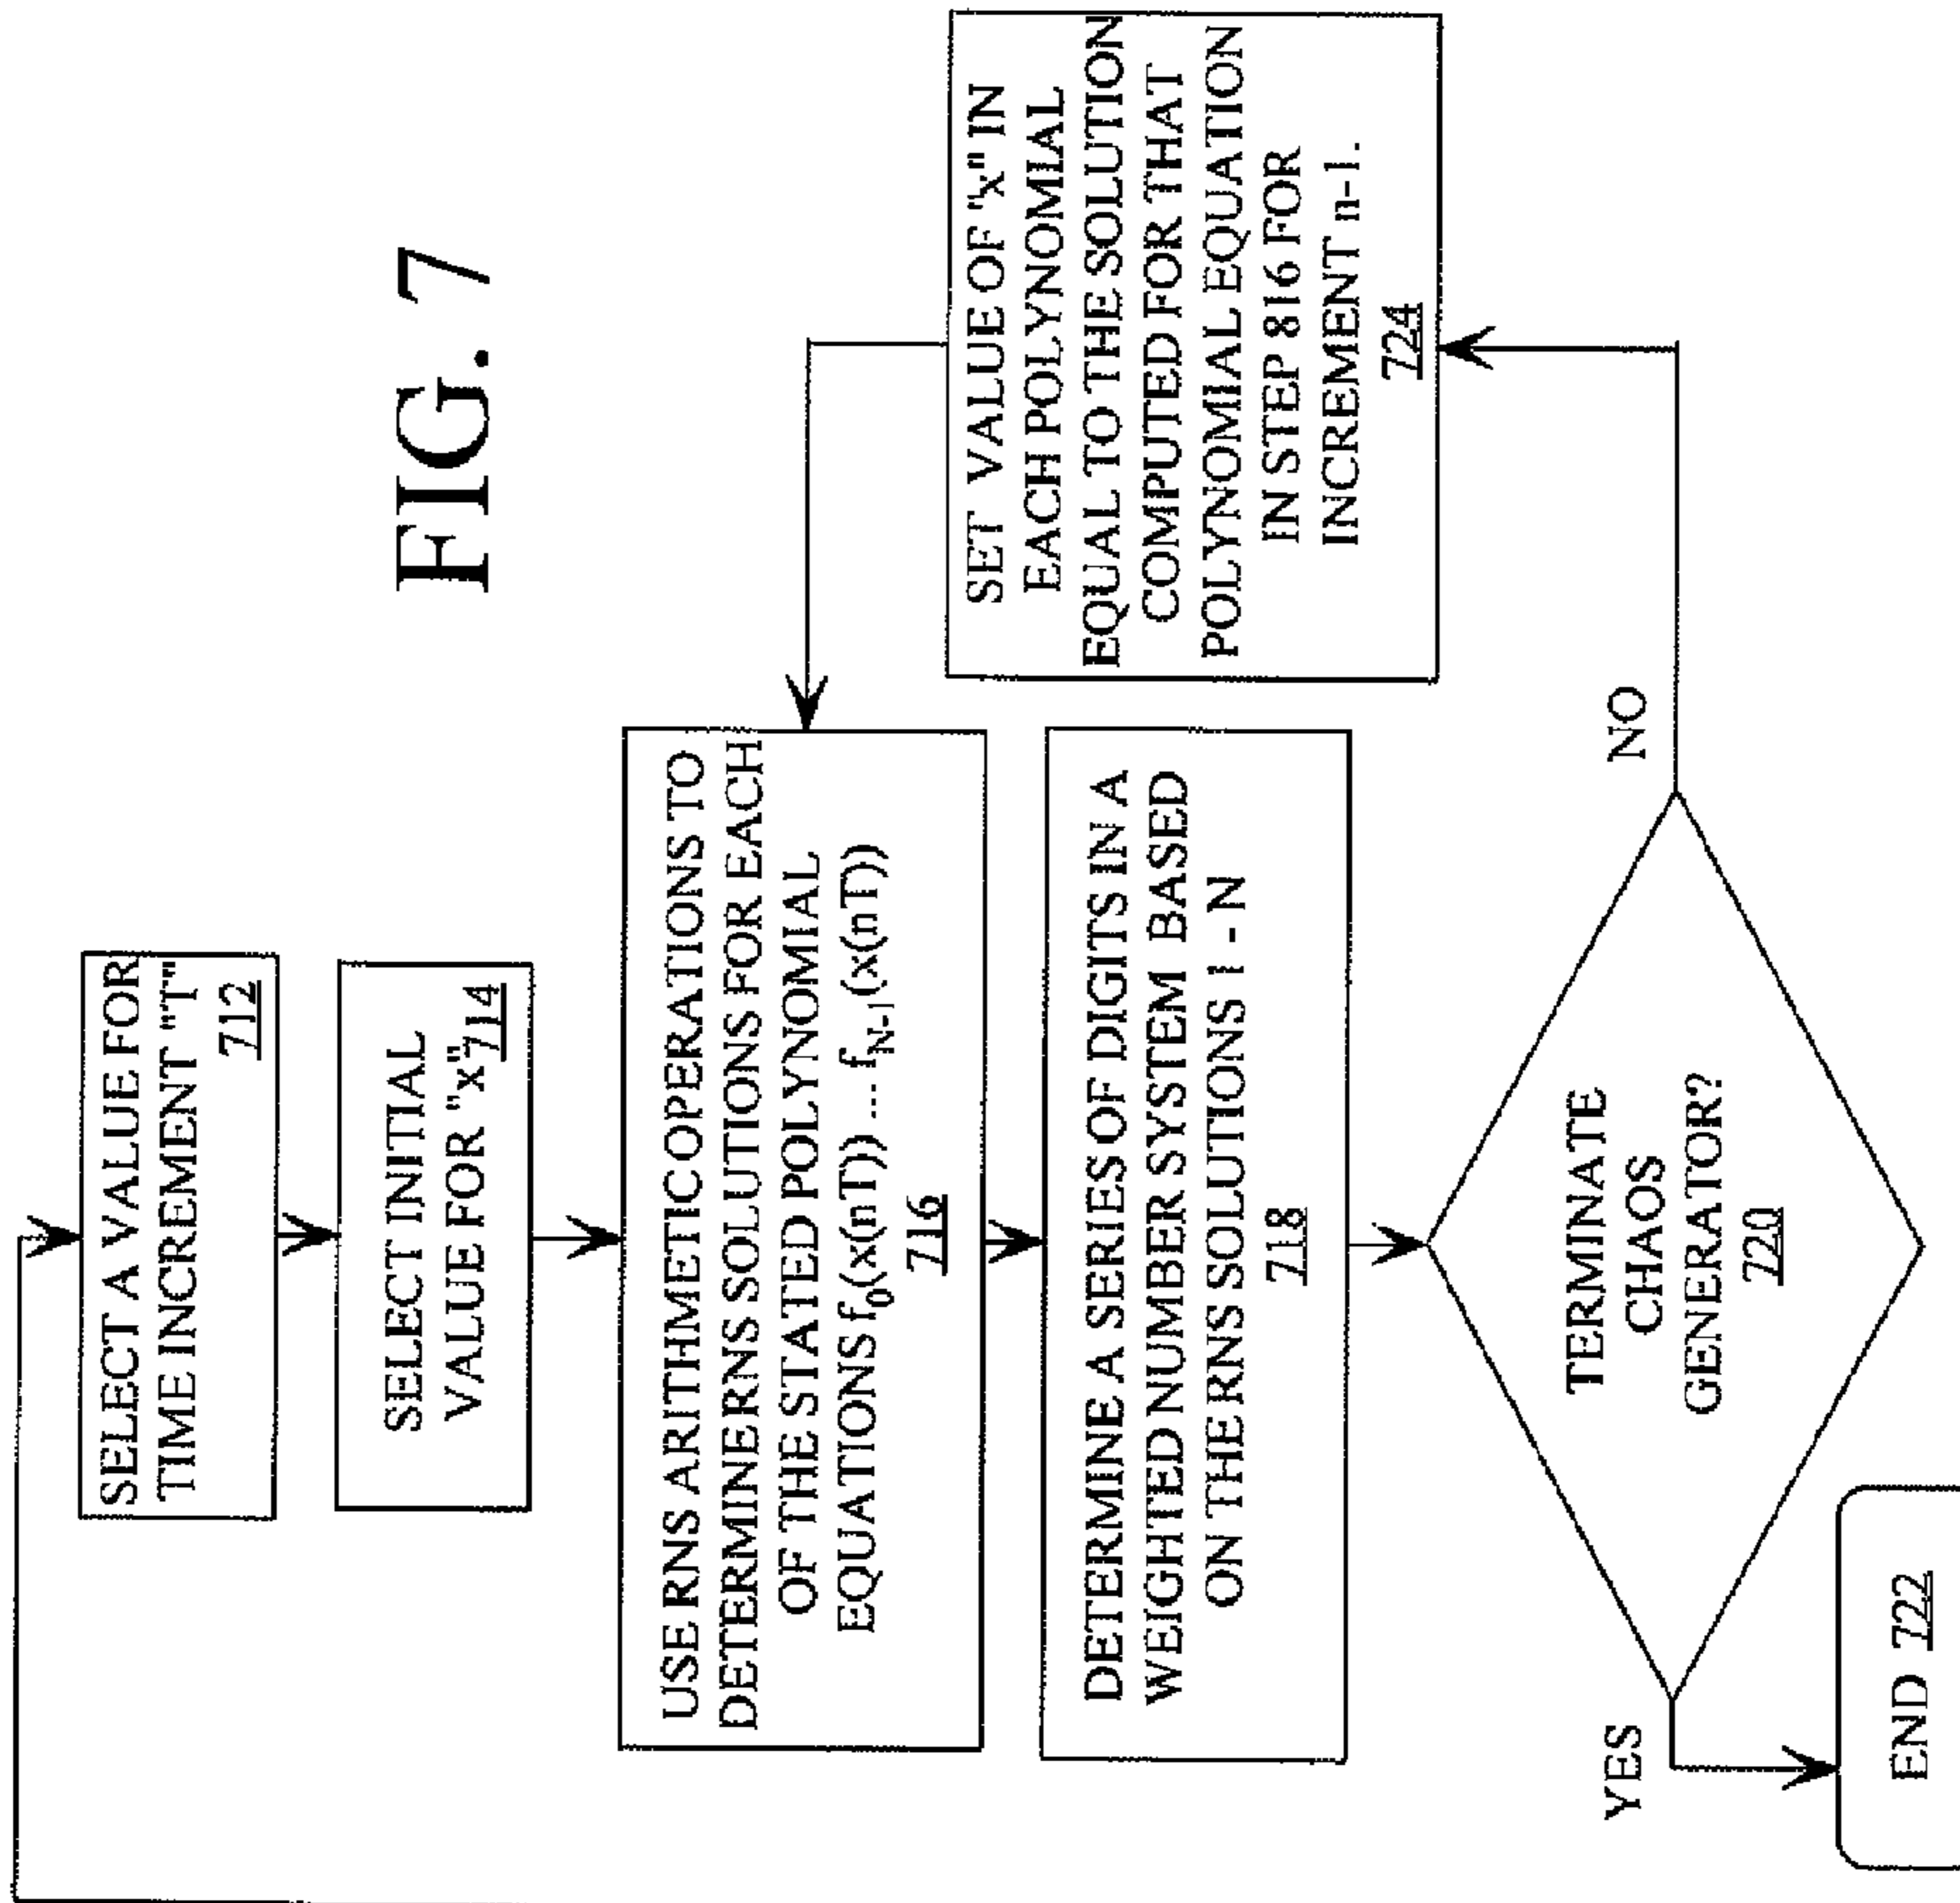 FIG. 7
SELECT A VALUE FOR
TIME INCREMENT "T"
712
SELECT INITIAL
VALUE FOR "x"
714
USE RNS ARITHMETIC OPERATIONS TO
DETERMINE RNS SOLUTIONS FOR EACH
OF THE STATED POLYNOMIAL
EQUATIONS f0(x(nT)) ... fN-1(x(nT))
716
DETERMINE A SERIES OF DIGITS IN A
WEIGHTED NUMBER SYSTEM BASED
ON THE RNS SOLUTIONS 1 - N
718
TERMINATE
CHAOS
GENERATOR?
720
YES
NO
END 722
SET VALUE OF "x" IN
EACH POLYNOMIAL
EQUAL TO THE SOLUTION
COMPUTED FOR THAT
POLYNOMIAL EQUATION
IN STEP 816 FOR
INCREMENT n-1.
724